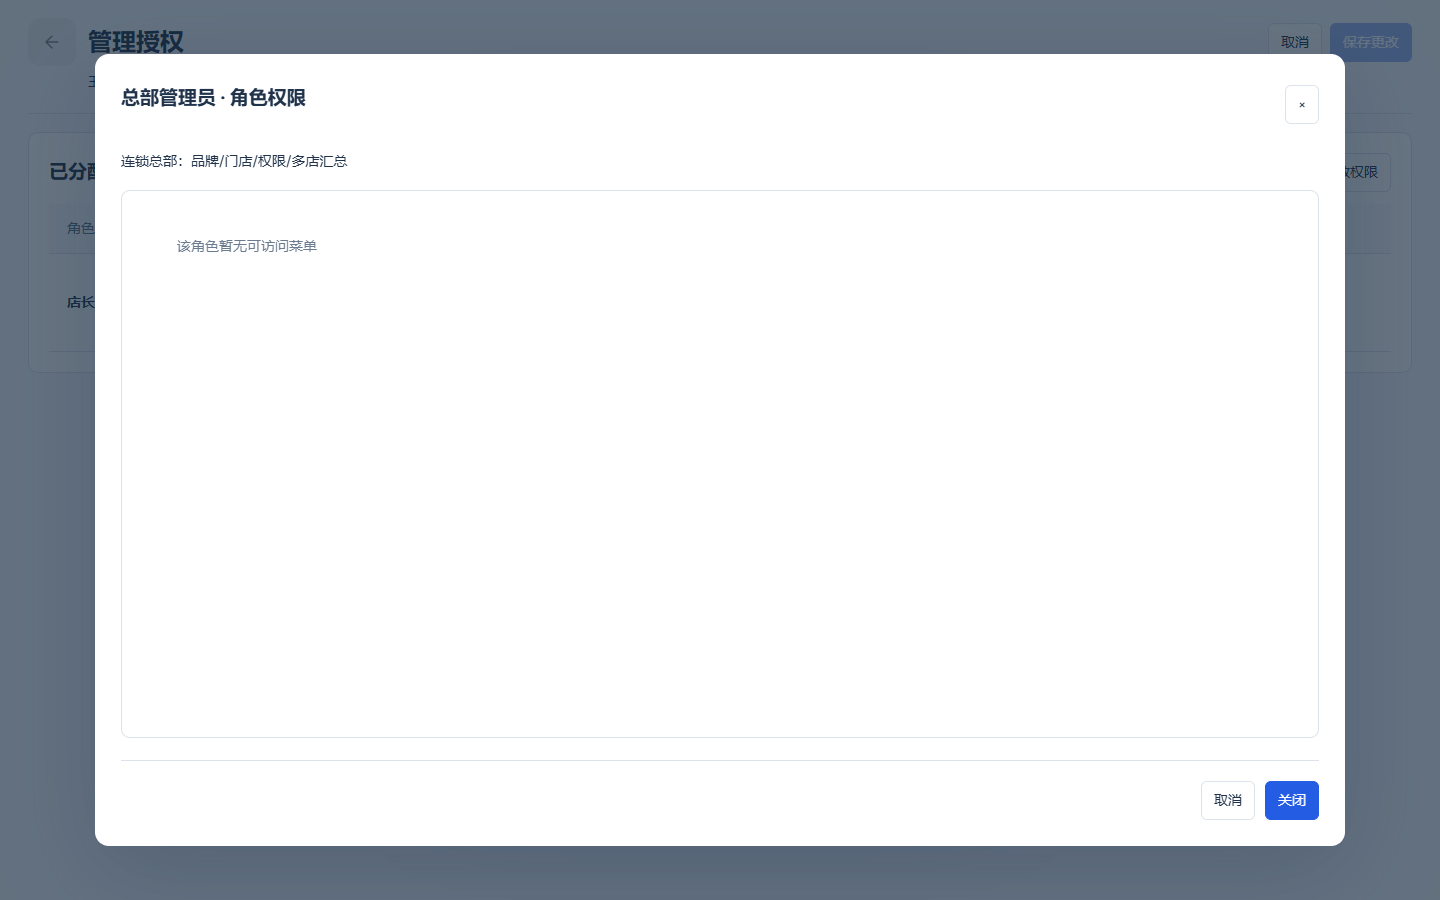 管理授权
取消
保存更改
总部管理员 · 角色权限
×
连锁总部：品牌/门店/权限/多店汇总
已分
权限
角色
该角色暂无可访问菜单
店长
取消
关闭